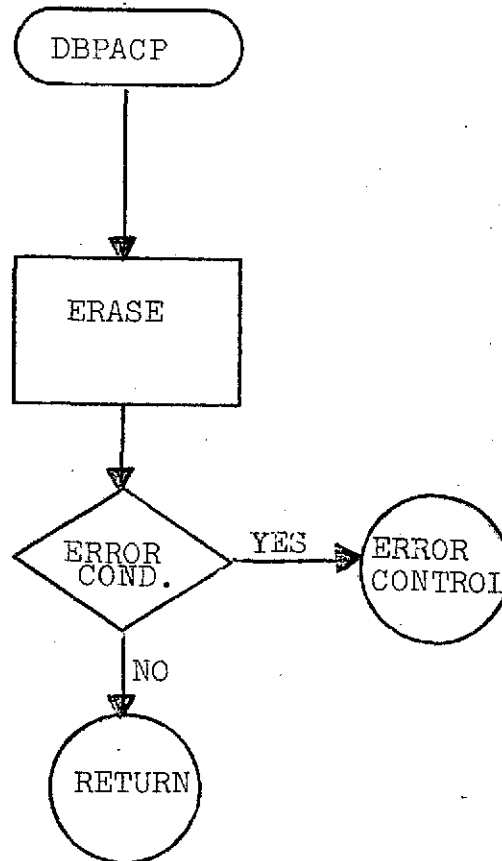 DBPACP
ERASE
ERROR
COND.
YES
ERROR
CONTROL
NO
RETURN